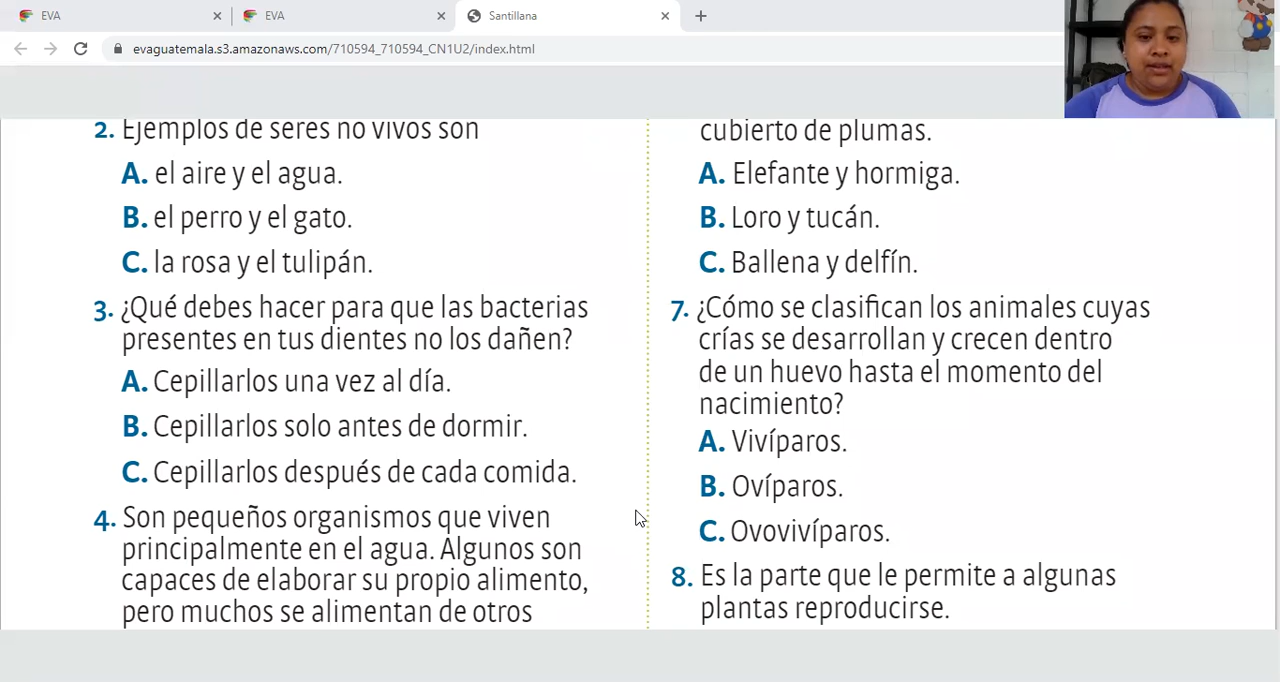 EVA
EVA
Santillana
evaguatemala.s3.amazonaws.com/710594_710594_CN1U2/index.html
2. Ejemplos de seres no vivos son
A. el aire y el agua.
B. el perro y el gato.
C. la rosa y el tulipán.
3. ¿Qué debes hacer para que las bacterias
presentes en tus dientes no los dañen?
A. Cepillarlos una vez al día.
B. Cepillarlos solo antes de dormir.
C. Cepillarlos después de cada comida.
4. Son pequeños organismos que viven
principalmente en el agua. Algunos son
capaces de elaborar su propio alimento,
pero muchos se alimentan de otros
cubierto de plumas.
A. Elefante y hormiga.
B. Loro y tucán.
C. Ballena y delfín.
7. ¿Cómo se clasifican los animales cuyas
crías se desarrollan y crecen dentro
de un huevo hasta el momento del
nacimiento?
A. Vivíparos.
B. Ovíparos.
C. Ovovivíparos.
8. Es la parte que le permite a algunas
plantas reproducirse.